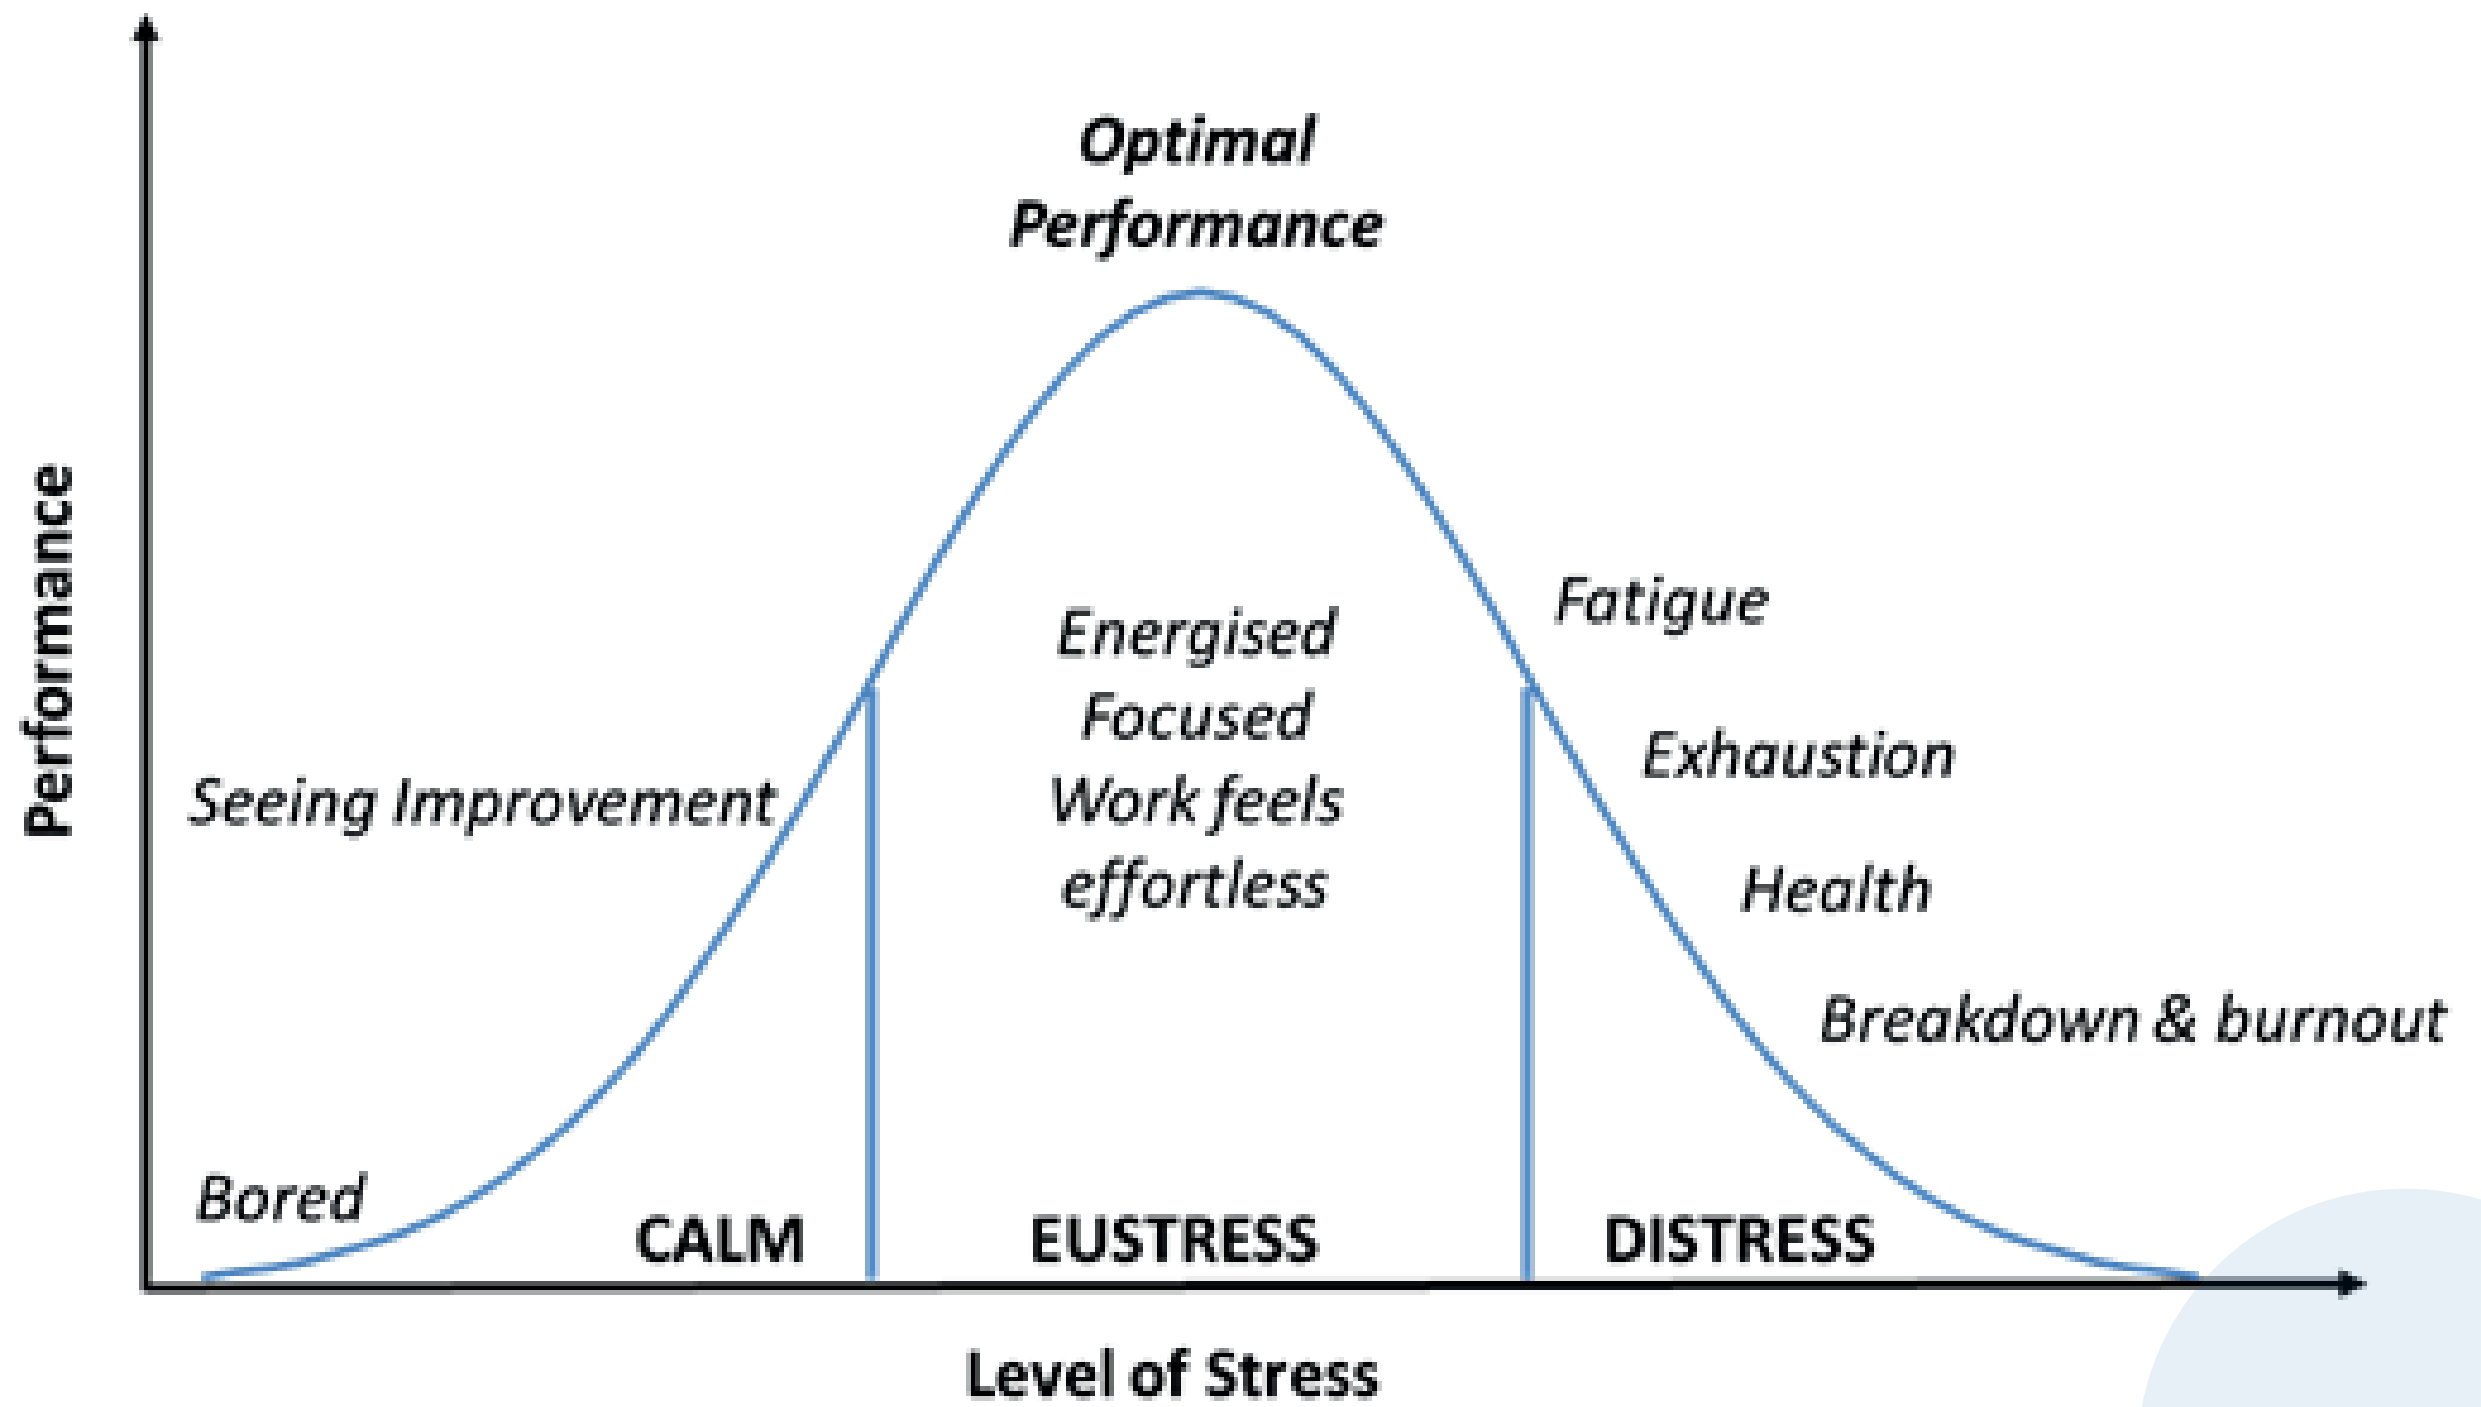 Optimal
Performance
Performance
Fatigue
Energised
Focused
Work feels
effortless
Exhaustion
Seeing Improvement
Health
Breakdown & burnout
Bored
CALM
EUSTRESS
DISTRESS
Level of Stress